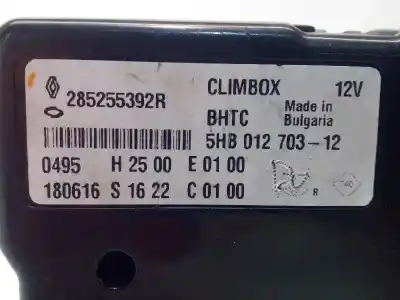 CLIMBOX 12V
285255392R
BHTC Made in Bulgaria
5HB 012 703-12
0495 H 25 00 E 01 00
180616 S 16 22 C 01 00
R